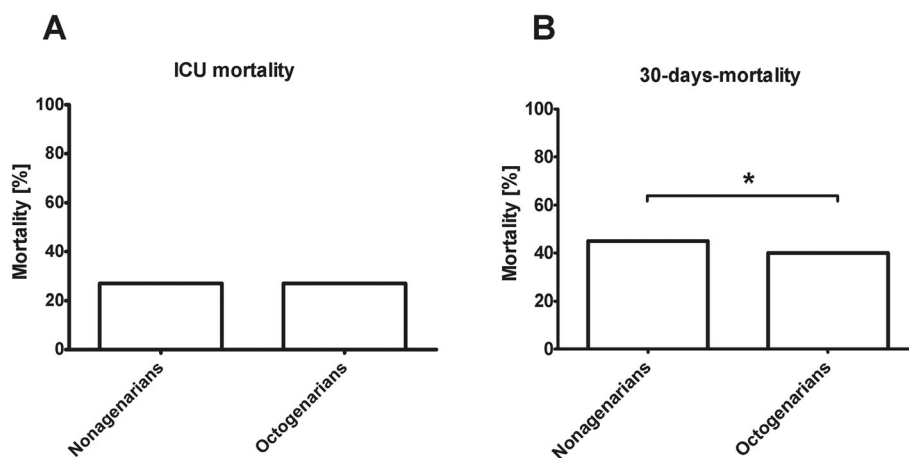 A
ICU mortality
Mortality [%]
100
80
60
40
20
0
Nonagenarians
Octogenarians
B
30-days-mortality
Mortality [%]
100
80
60
40
20
0
*
Nonagenarians
Octogenarians